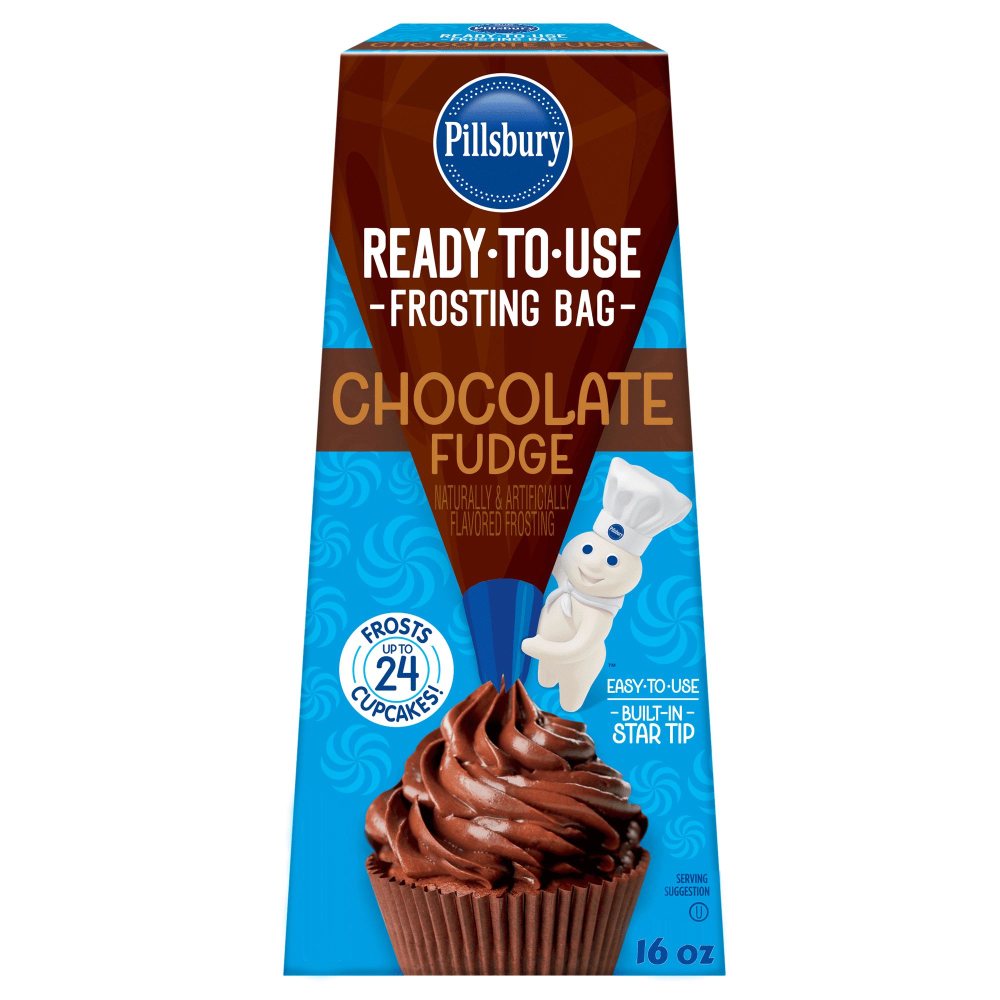 Pillsbury
READY·TO·USE
-FROSTING BAG-
CHOCOLATE FUDGE
Pillsbury
READY·TO·USE
-FROSTING BAG-
CHOCOLATE
FUDGE
NATURALLY & ARTIFICIALLY
FLAVORED FROSTING
Pillsbury
FROSTS
UP TO
24
CUPCAKES!
™
EASY·TO·USE
-BUILT-IN-
STAR TIP
SERVING
SUGGESTION
U
16 oz